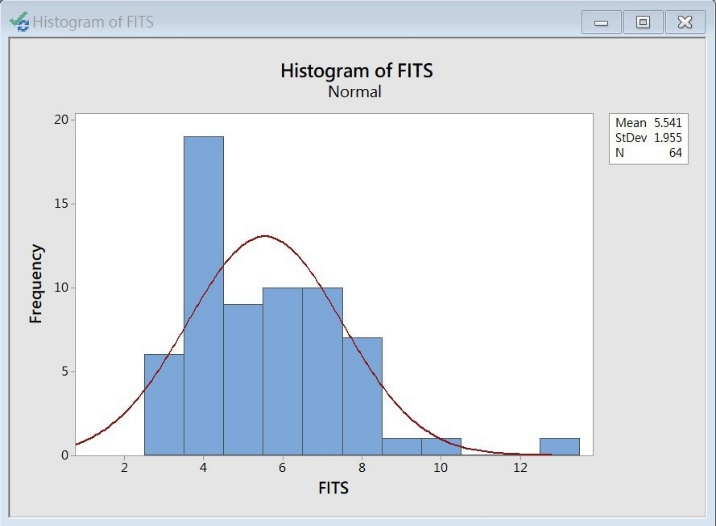 Histogram of FITS
Histogram of FITS
Normal
Mean 5.541
StDev 1.955
N 64
20
15
10
5
0
Frequency
2 4 6 8 10 12
FITS